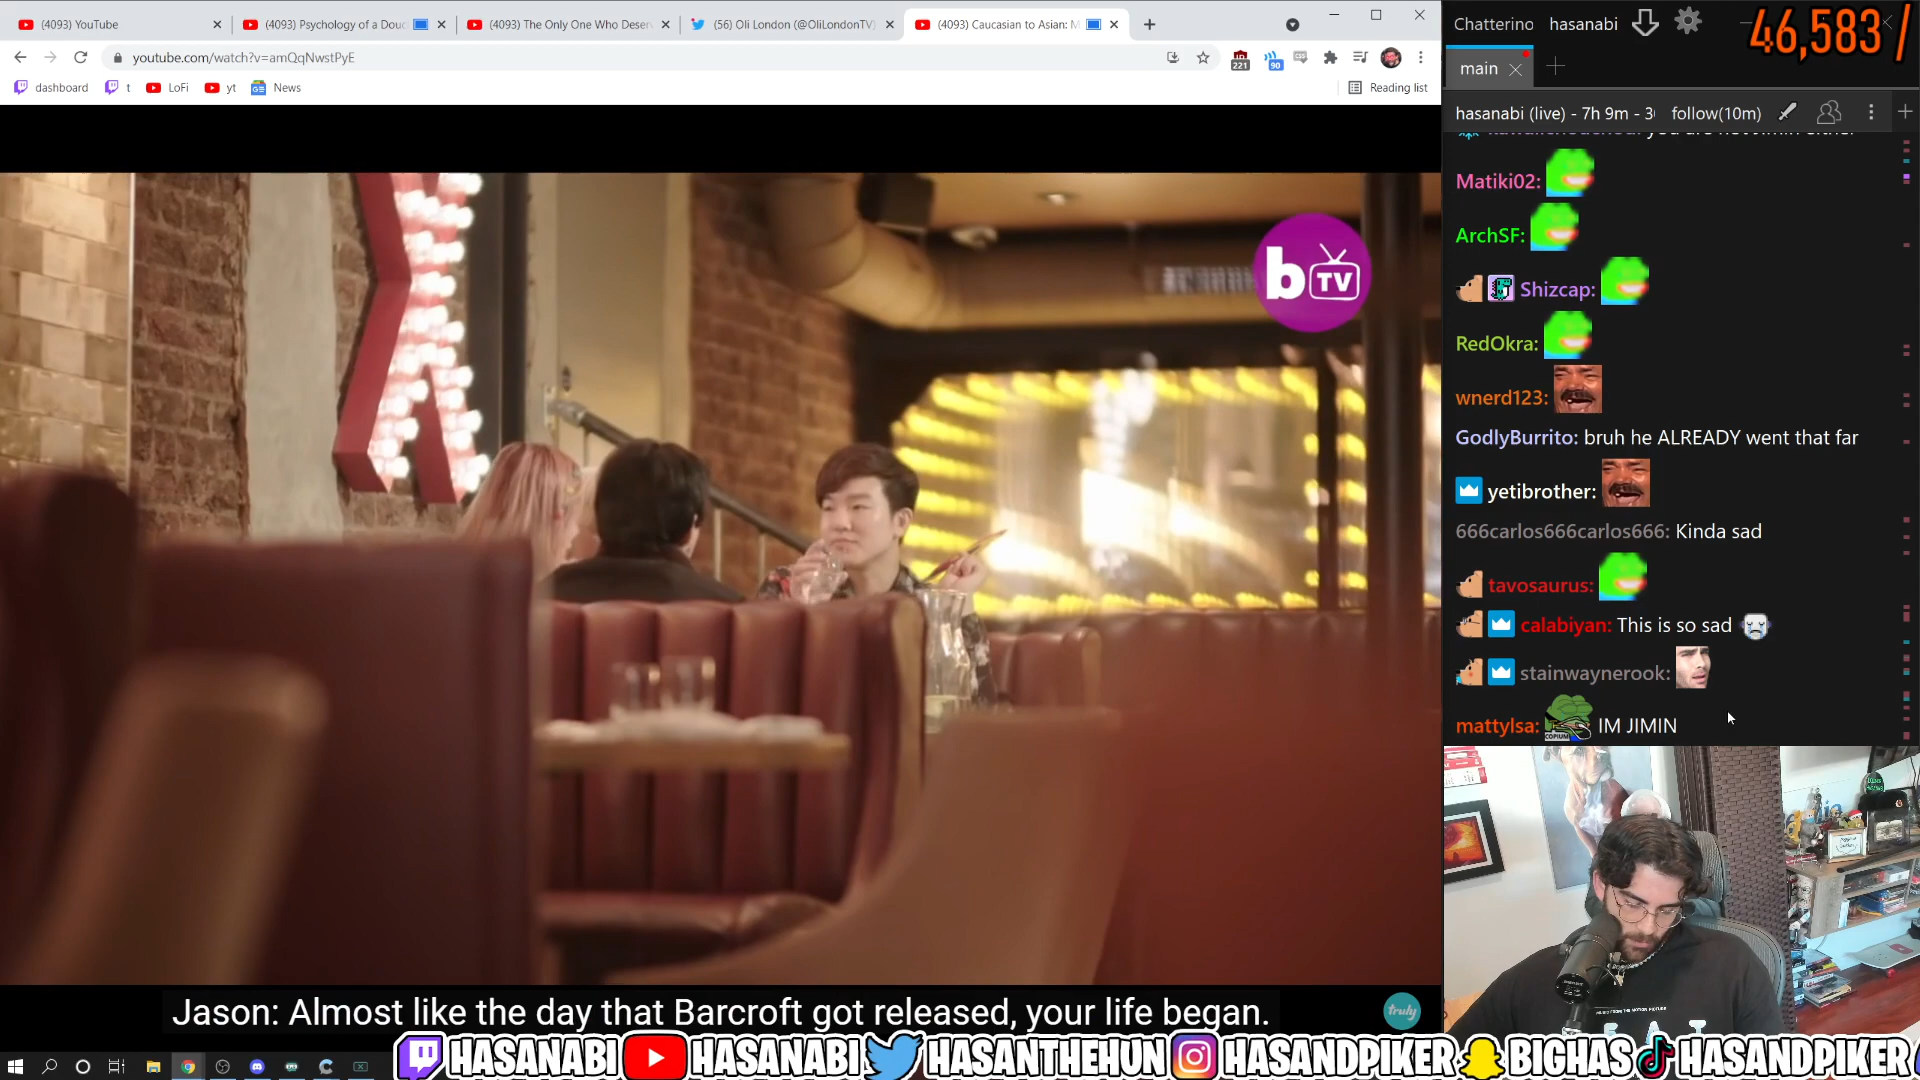 (4093) YouTube
(4093) Psychology of a Douc
(4093) The Only One Who Deser
(56) Oli London (@OliLondonTV)
(4093) Caucasian to Asian: M
youtube.com/watch?v=amQqNwstPyE
221
90
dashboard
t
LoFi
yt
News
Reading list
b TV
Jason: Almost like the day that Barcroft got released, your life began.
truly
Chatterino
hasanabi
46,583 /
main
hasanabi (live) - 7h 9m - 3
follow(10m)
Matiki02:
ArchSF:
Shizcap:
RedOkra:
wnerd123:
GodlyBurrito: bruh he ALREADY went that far
yetibrother:
666carlos666carlos666: Kinda sad
tavosaurus:
calabiyan: This is so sad
stainwaynerook:
mattylsa: COPIUM IM JIMIN
HASANABI
HASANABI
HASANTHEHUN
HASANDPIKER
BIGHAS
HASANDPIKER